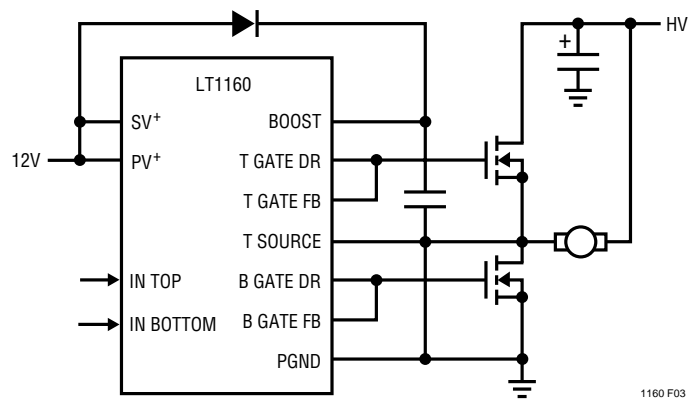 HV
+
LT1160
SV+
BOOST
12V
PV+
T GATE DR
T GATE FB
T SOURCE
IN TOP
B GATE DR
IN BOTTOM
B GATE FB
PGND
1160 F03